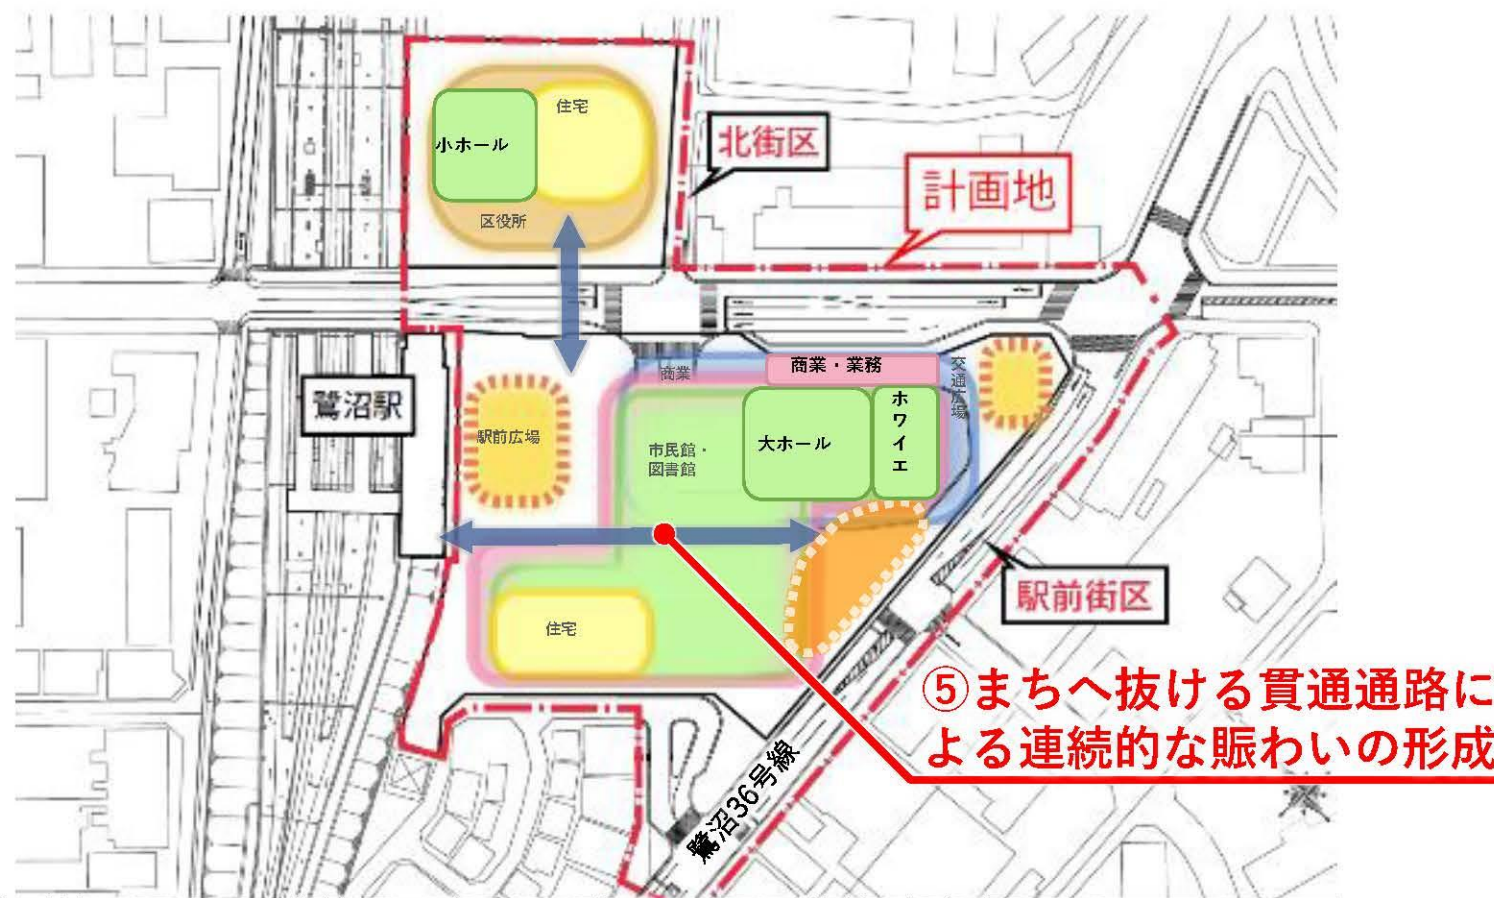 住宅
小ホール
区役所
北街区
計画地
鷺沼駅
駅前広場
商業
商業・業務
交通広場
市民館・
図書館
大ホール
ホワイエ
住宅
駅前街区
⑤まちへ抜ける貫通通路に
よる連続的な賑わいの形成
鷺沼36号線